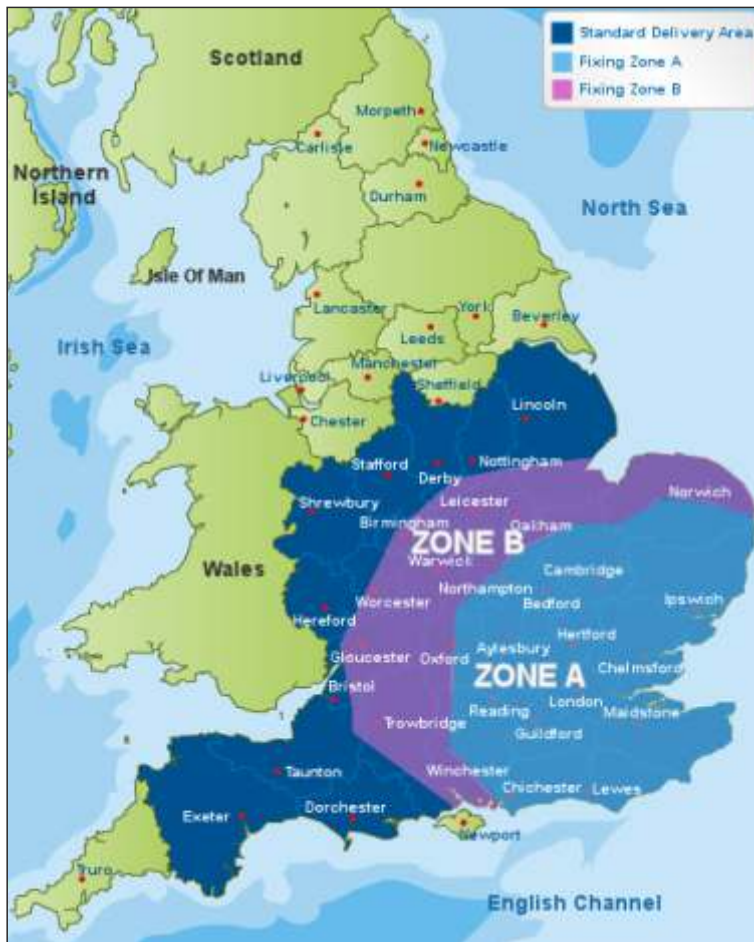 Standard Delivery Area
Fixing Zone A
Fixing Zone B
Scotland
Morpeth
Carlisle
Newcastle
Northern
Island
Durham
North Sea
Isle Of Man
Lancaster
York
Beverley
Leeds
Irish Sea
Manchester
Liverpool
Sheffield
Chester
Lincoln
Stafford
Nottingham
Derby
Norwich
Leicester
Shrewbury
Birmingham
Oakham
ZONE B
Warwick
Wales
Cambridge
Northampton
Worcester
Bedford
Ipswich
Hereford
Hertford
Gloucester
Oxford
Aylesbury
Chelmsford
ZONE A
Bristol
London
Reading
Maidstone
Trowbridge
Guildford
Winchester
Taunton
Chichester
Lewes
Exeter
Dorchester
Newport
Truro
English Channel